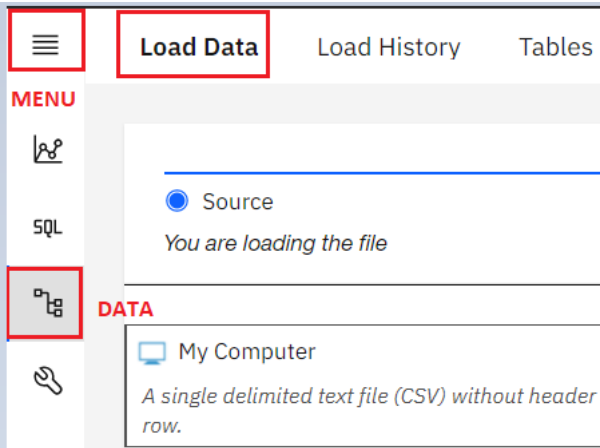 Load Data Load History Tables
MENU
SQL
Source
You are loading the file
DATA
My Computer
A single delimited text file (CSV) without header
row.